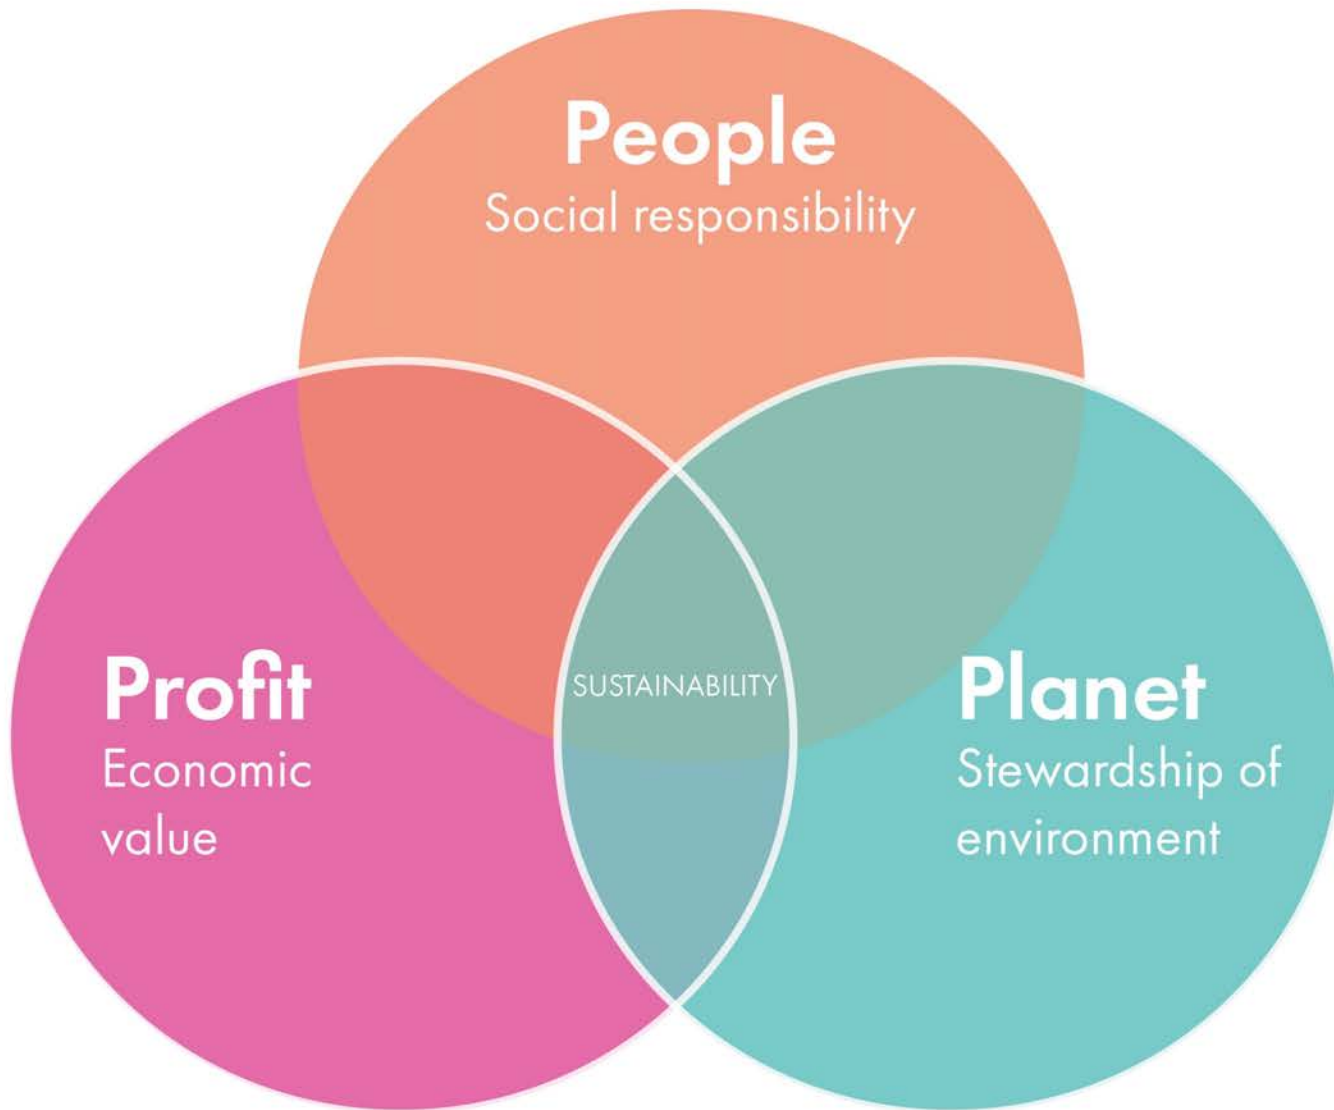 People
Social responsibility
Profit
Economic
value
SUSTAINABILITY
Planet
Stewardship of
environment